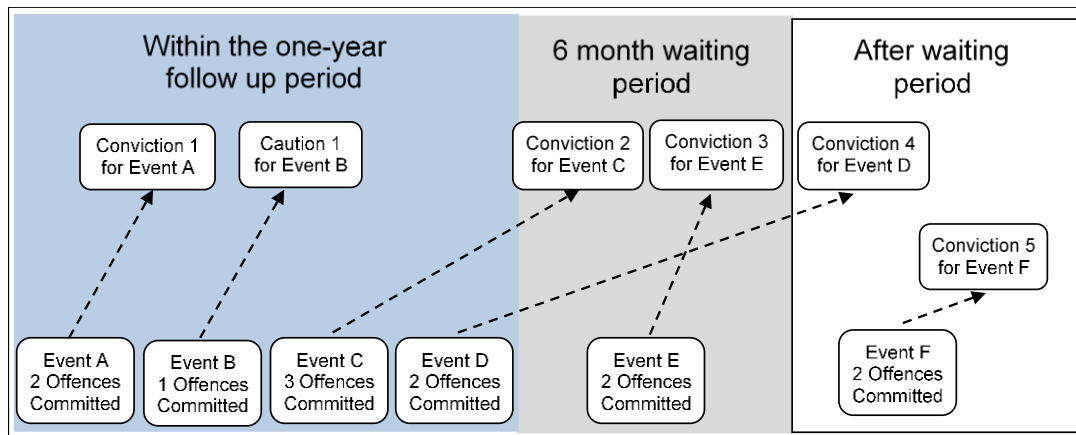 Within the one-year
follow up period
6 month waiting
period
After waiting
period
Conviction 1
for Event A
Caution 1
for Event B
Conviction 2
for Event C
Conviction 3
for Event E
Conviction 4
for Event D
Conviction 5
for Event F
Event A
2 Offences
Committed
Event B
1 Offences
Committed
Event C
3 Offences
Committed
Event D
2 Offences
Committed
Event E
2 Offences
Committed
Event F
2 Offences
Committed